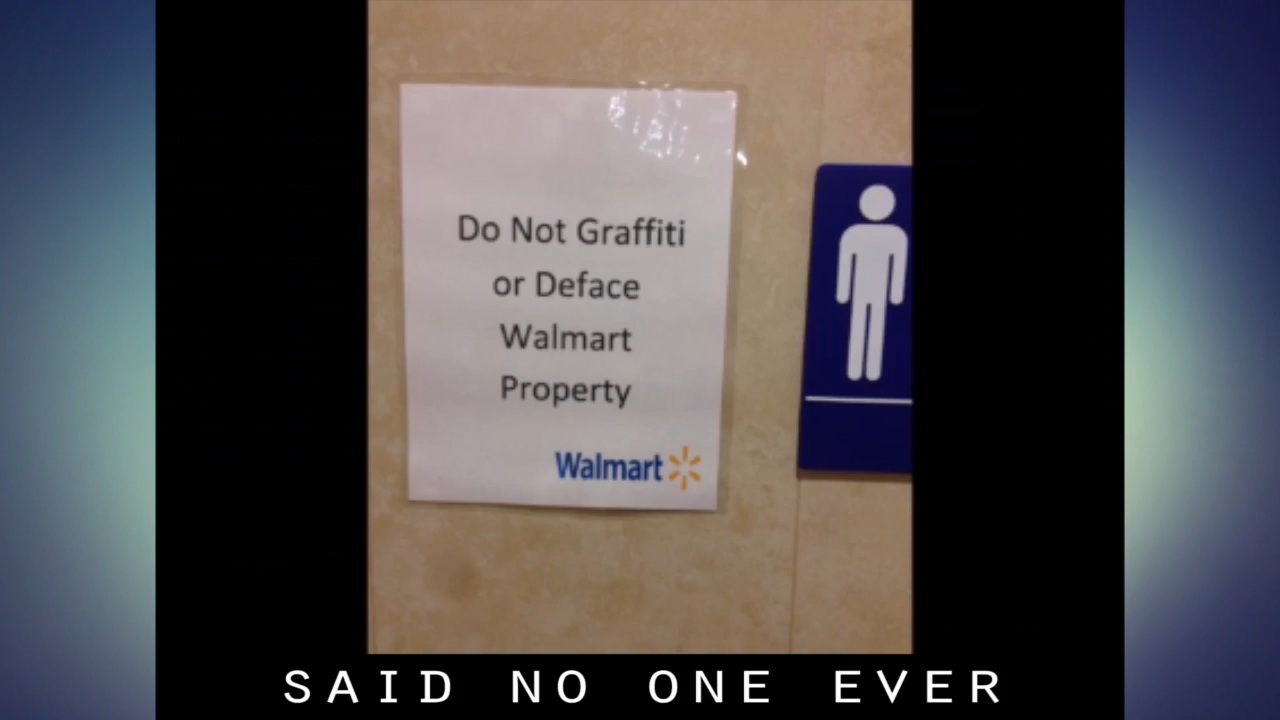 Do Not Graffiti
or Deface
Walmart
Property
Walmart
SAID NO ONE EVER